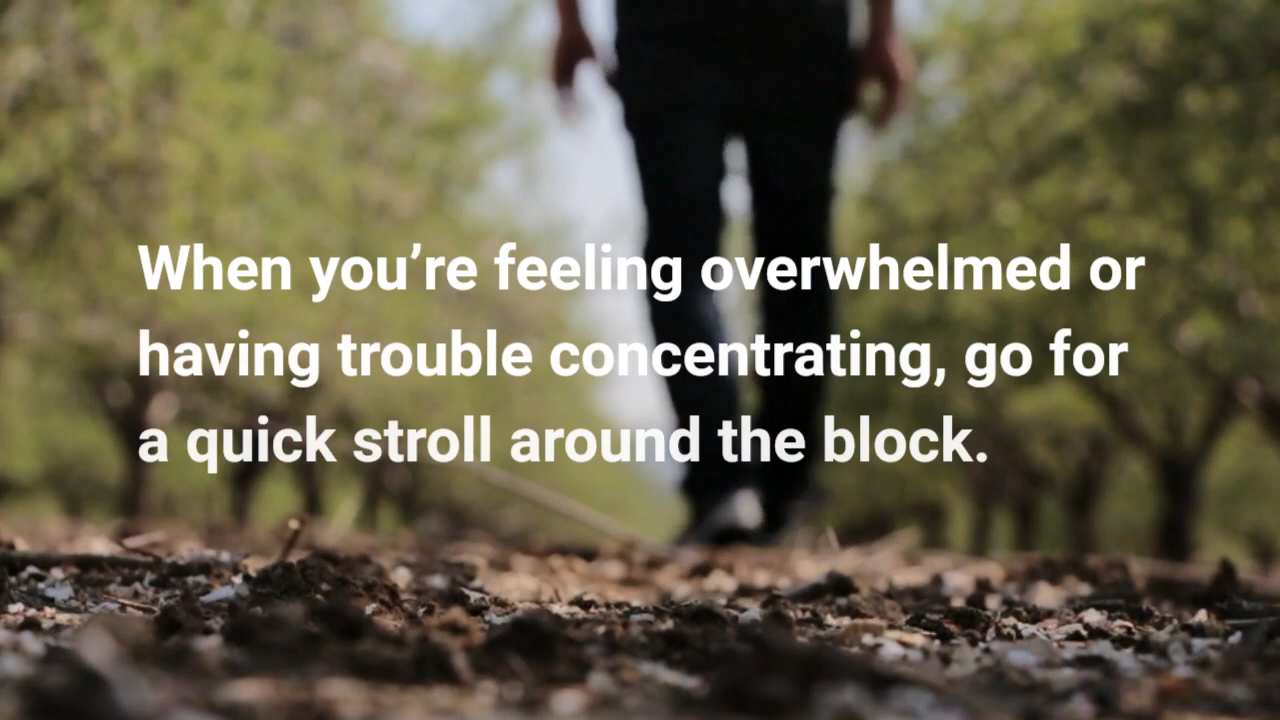 When you’re feeling overwhelmed or
having trouble concentrating, go for
a quick stroll around the block.